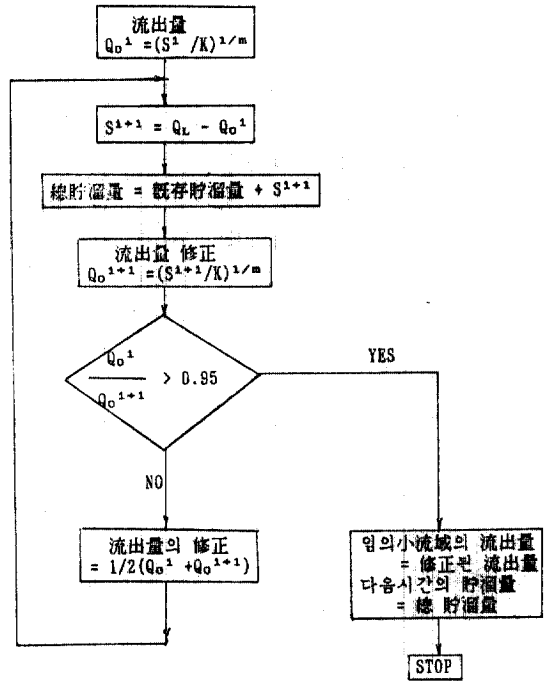 流出量
Q₀ⁱ =(Sⁱ /K)¹/ᵐ
Sⁱ⁺¹ = Q_L - Q₀ⁱ
總貯溜量 = 既存貯溜量 + Sⁱ⁺¹
流出量 修正
Q₀ⁱ⁺¹ =(Sⁱ⁺¹/K)¹/ᵐ
Q₀ⁱ
Q₀ⁱ⁺¹
> 0.95
YES
NO
流出量의 修正
= 1/2(Q₀ⁱ +Q₀ⁱ⁺¹)
임의小流域의 流出量
= 修正된 流出量
다음시간의 貯溜量
= 總 貯溜量
STOP